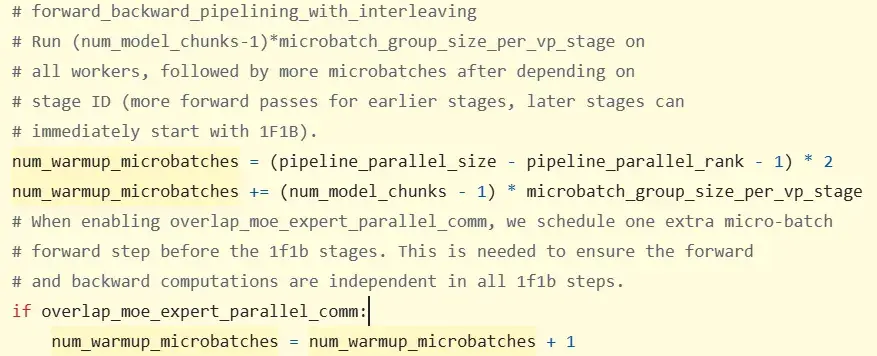 # forward_backward_pipelining_with_interleaving
# Run (num_model_chunks-1)*microbatch_group_size_per_vp_stage on
# all workers, followed by more microbatches after depending on
# stage ID (more forward passes for earlier stages, later stages can
# immediately start with 1F1B).
num_warmup_microbatches = (pipeline_parallel_size - pipeline_parallel_rank - 1) * 2
num_warmup_microbatches += (num_model_chunks - 1) * microbatch_group_size_per_vp_stage
# When enabling overlap_moe_expert_parallel_comm, we schedule one extra micro-batch
# forward step before the 1f1b stages. This is needed to ensure the forward
# and backward computations are independent in all 1f1b steps.
if overlap_moe_expert_parallel_comm:
    num_warmup_microbatches = num_warmup_microbatches + 1